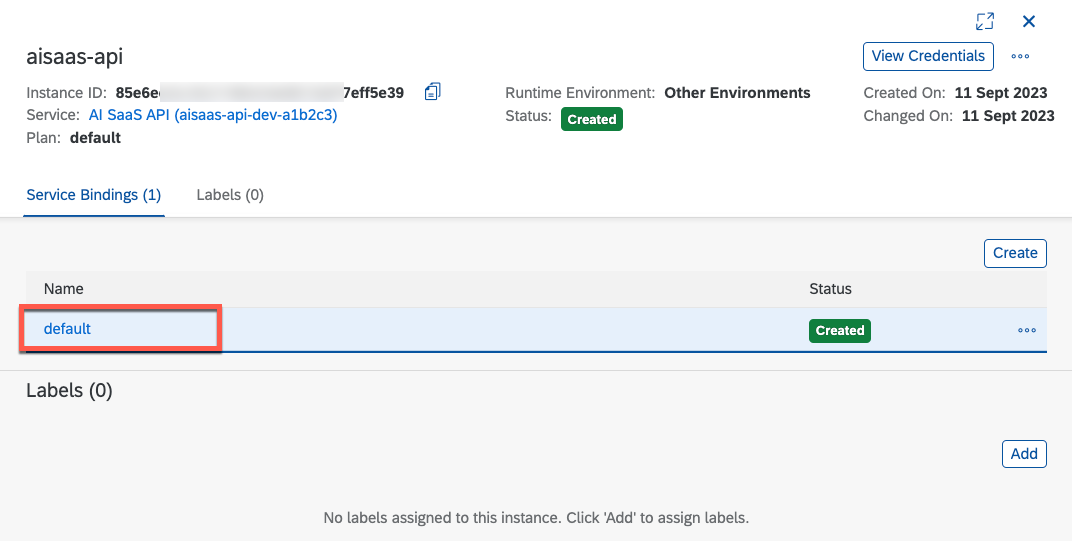 aisaas-api
View Credentials
Instance ID: 85e6e 7eff5e39
Runtime Environment: Other Environments
Created On: 11 Sept 2023
Service: AI SaaS API (aisaas-api-dev-a1b2c3)
Status: Created
Changed On: 11 Sept 2023
Plan: default
Service Bindings (1)
Labels (0)
Create
Name
Status
default
Created
Labels (0)
Add
No labels assigned to this instance. Click 'Add' to assign labels.